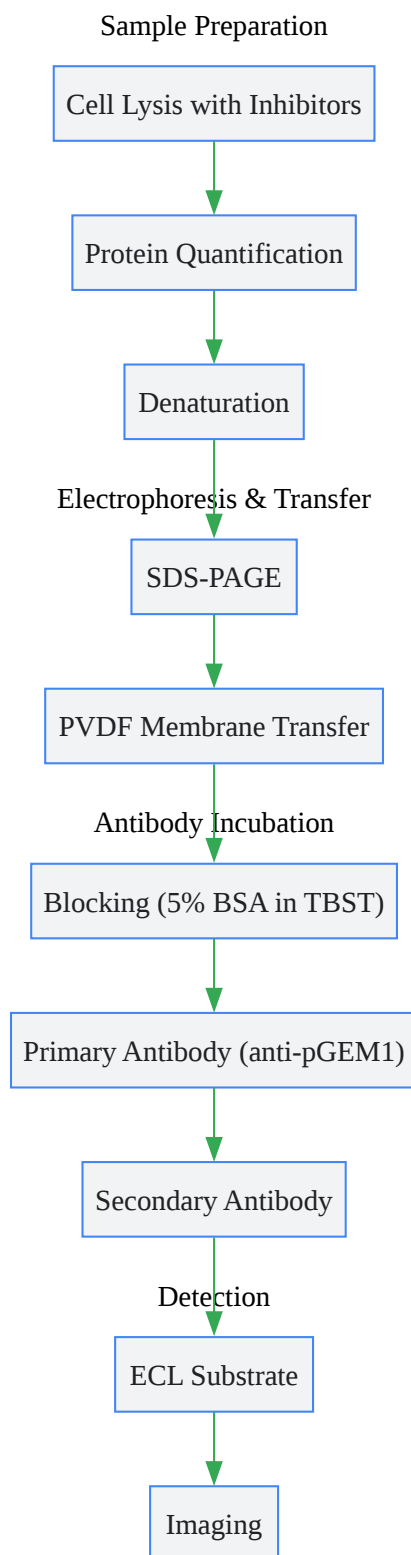 Sample Preparation
Cell Lysis with Inhibitors
Protein Quantification
Denaturation
Electrophoresis & Transfer
SDS-PAGE
PVDF Membrane Transfer
Antibody Incubation
Blocking (5% BSA in TBST)
Primary Antibody (anti-pGEM1)
Secondary Antibody
Detection
ECL Substrate
Imaging